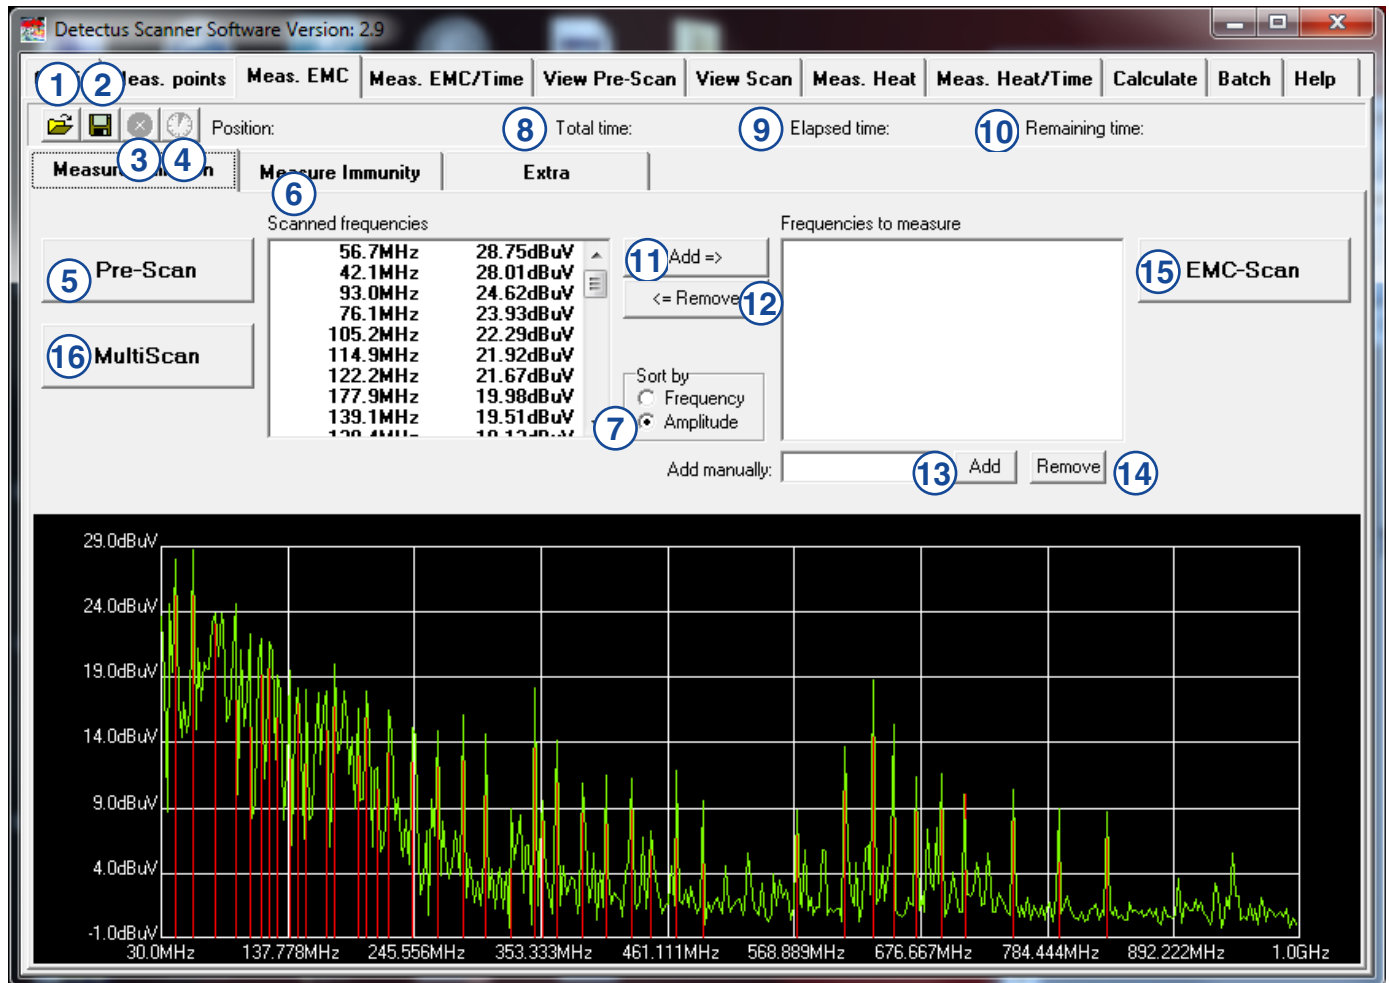 Detectus Scanner Software Version: 2.9
1 2 eas. points Meas. EMC Meas. EMC/Time View Pre-Scan View Scan Meas. Heat Meas. Heat/Time Calculate Batch Help
Position: 8 Total time: 9 Elapsed time: 10 Remaining time:
3 4
Measure Measure Immunity Extra
6
Scanned frequencies Frequencies to measure
56.7MHz 28.75dBuV
42.1MHz 28.01dBuV
93.0MHz 24.62dBuV
76.1MHz 23.93dBuV
105.2MHz 22.29dBuV
114.9MHz 21.92dBuV
122.2MHz 21.67dBuV
177.9MHz 19.98dBuV
139.1MHz 19.51dBuV
5 Pre-Scan
16 MultiScan
11 Add =>
<= Remove 12
Sort by
Frequency
7 Amplitude
15 EMC-Scan
Add manually: 13 Add Remove 14
29.0dBuV
24.0dBuV
19.0dBuV
14.0dBuV
9.0dBuV
4.0dBuV
-1.0dBuV
30.0MHz 137.778MHz 245.556MHz 353.333MHz 461.111MHz 568.889MHz 676.667MHz 784.444MHz 892.222MHz 1.0GHz